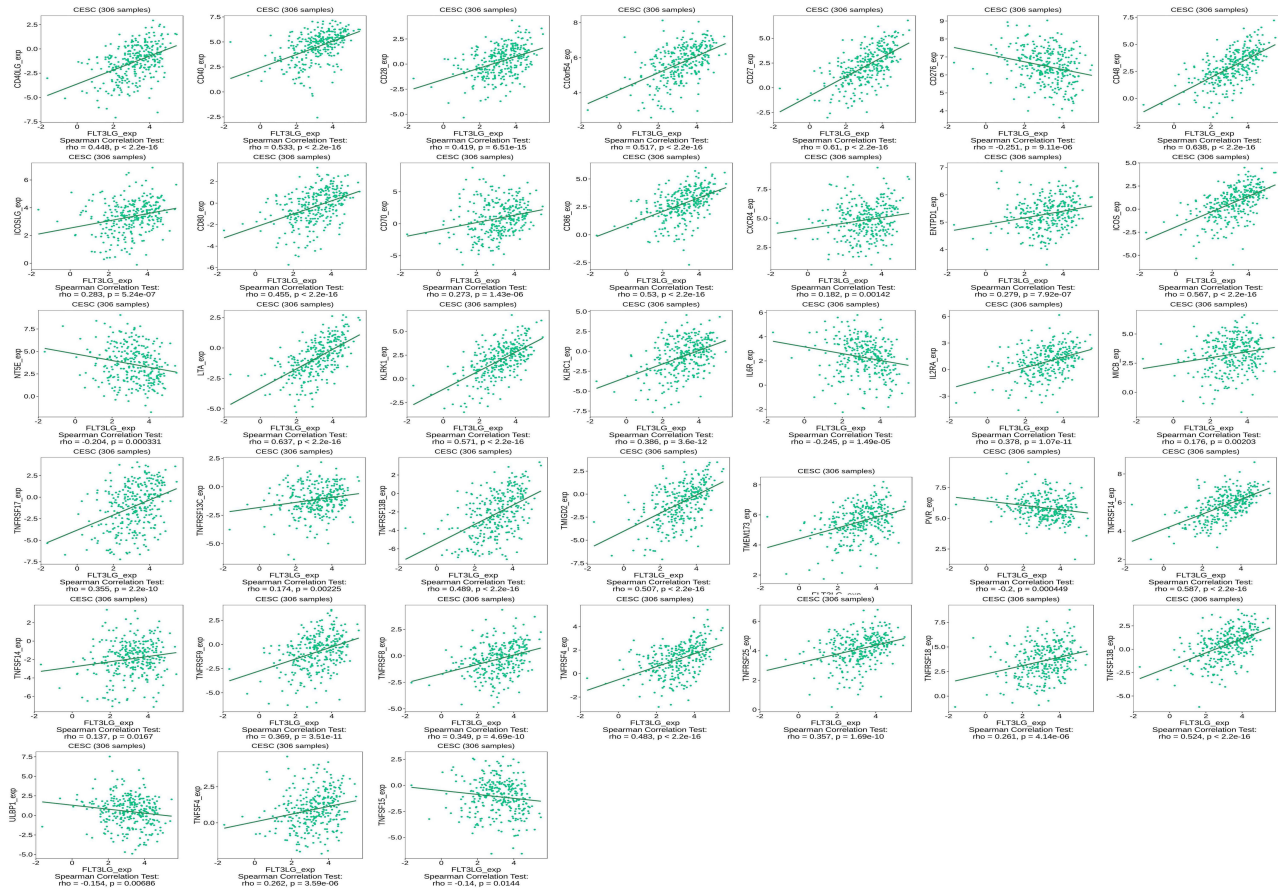 CESC (306 samples)
CD40LG_exp
FLT3LG_exp
Spearman Correlation Test:
rho = 0.448, p < 2.2e-16
CESC (306 samples)
CD40_exp
FLT3LG_exp
Spearman Correlation Test:
rho = 0.533, p < 2.2e-16
CESC (306 samples)
CD28_exp
FLT3LG_exp
Spearman Correlation Test:
rho = 0.419, p = 6.51e-15
CESC (306 samples)
C10orf54_exp
FLT3LG_exp
Spearman Correlation Test:
rho = 0.517, p < 2.2e-16
CESC (306 samples)
CD27_exp
FLT3LG_exp
Spearman Correlation Test:
rho = 0.61, p < 2.2e-16
CESC (306 samples)
CD276_exp
FLT3LG_exp
Spearman Correlation Test:
rho = -0.251, p = 9.11e-06
CESC (306 samples)
CD48_exp
FLT3LG_exp
Spearman Correlation Test:
rho = 0.638, p < 2.2e-16
CESC (306 samples)
ICOSLG_exp
FLT3LG_exp
Spearman Correlation Test:
rho = 0.283, p = 5.24e-07
CESC (306 samples)
CD80_exp
FLT3LG_exp
Spearman Correlation Test:
rho = 0.455, p < 2.2e-16
CESC (306 samples)
CD70_exp
FLT3LG_exp
Spearman Correlation Test:
rho = 0.273, p = 1.43e-06
CESC (306 samples)
CD86_exp
FLT3LG_exp
Spearman Correlation Test:
rho = 0.53, p < 2.2e-16
CESC (306 samples)
CXCR4_exp
FLT3LG_exp
Spearman Correlation Test:
rho = 0.182, p = 0.00142
CESC (306 samples)
ENTPD1_exp
FLT3LG_exp
Spearman Correlation Test:
rho = 0.279, p = 7.92e-07
CESC (306 samples)
ICOS_exp
FLT3LG_exp
Spearman Correlation Test:
rho = 0.567, p < 2.2e-16
CESC (306 samples)
NT5E_exp
FLT3LG_exp
Spearman Correlation Test:
rho = -0.204, p = 0.000331
CESC (306 samples)
LTA_exp
FLT3LG_exp
Spearman Correlation Test:
rho = 0.637, p < 2.2e-16
CESC (306 samples)
KLRK1_exp
FLT3LG_exp
Spearman Correlation Test:
rho = 0.571, p < 2.2e-16
CESC (306 samples)
KLRC1_exp
FLT3LG_exp
Spearman Correlation Test:
rho = 0.386, p = 3.6e-12
CESC (306 samples)
IL6R_exp
FLT3LG_exp
Spearman Correlation Test:
rho = -0.245, p = 1.49e-05
CESC (306 samples)
IL2RA_exp
FLT3LG_exp
Spearman Correlation Test:
rho = 0.378, p = 1.07e-11
CESC (306 samples)
MICB_exp
FLT3LG_exp
Spearman Correlation Test:
rho = 0.176, p = 0.00203
CESC (306 samples)
TNFRSF17_exp
FLT3LG_exp
Spearman Correlation Test:
rho = 0.355, p = 2.2e-10
CESC (306 samples)
TNFRSF13C_exp
FLT3LG_exp
Spearman Correlation Test:
rho = 0.174, p = 0.00225
CESC (306 samples)
TNFRSF13B_exp
FLT3LG_exp
Spearman Correlation Test:
rho = 0.489, p < 2.2e-16
CESC (306 samples)
TMIGD2_exp
FLT3LG_exp
Spearman Correlation Test:
rho = 0.507, p < 2.2e-16
CESC (306 samples)
TMEM173_exp
CESC (306 samples)
PVR_exp
FLT3LG_exp
Spearman Correlation Test:
rho = -0.2, p = 0.000449
CESC (306 samples)
TNFRSF14_exp
FLT3LG_exp
Spearman Correlation Test:
rho = 0.587, p < 2.2e-16
CESC (306 samples)
TNFSF14_exp
FLT3LG_exp
Spearman Correlation Test:
rho = 0.137, p = 0.0167
CESC (306 samples)
TNFRSF9_exp
FLT3LG_exp
Spearman Correlation Test:
rho = 0.369, p = 3.51e-11
CESC (306 samples)
TNFRSF8_exp
FLT3LG_exp
Spearman Correlation Test:
rho = 0.349, p = 4.69e-10
CESC (306 samples)
TNFRSF4_exp
FLT3LG_exp
Spearman Correlation Test:
rho = 0.483, p < 2.2e-16
CESC (306 samples)
TNFRSF25_exp
FLT3LG_exp
Spearman Correlation Test:
rho = 0.357, p = 1.69e-10
CESC (306 samples)
TNFRSF18_exp
FLT3LG_exp
Spearman Correlation Test:
rho = 0.261, p = 4.14e-06
CESC (306 samples)
TNFSF13B_exp
FLT3LG_exp
Spearman Correlation Test:
rho = 0.524, p < 2.2e-16
CESC (306 samples)
ULBP1_exp
FLT3LG_exp
Spearman Correlation Test:
rho = -0.154, p = 0.00686
CESC (306 samples)
TNFSF4_exp
FLT3LG_exp
Spearman Correlation Test:
rho = 0.262, p = 3.59e-06
CESC (306 samples)
TNFSF15_exp
FLT3LG_exp
Spearman Correlation Test:
rho = -0.14, p = 0.0144